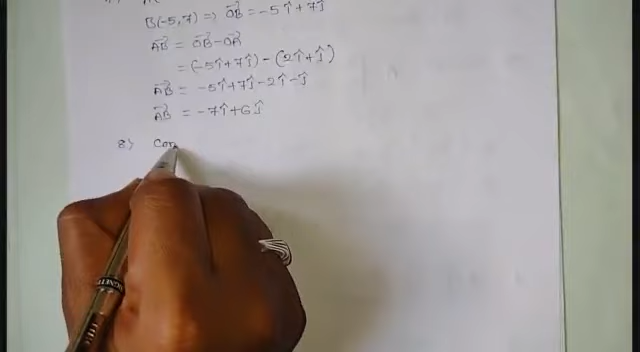 B(-5, 7) => OB⃗ = -5î+7ĵ
AB⃗ = OB⃗-OA⃗
= (-5î+7ĵ) - (2î+ĵ)
AB⃗ = -5î+7ĵ-2î-ĵ
AB⃗ = -7î+6ĵ
8) Con